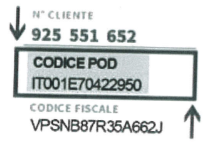 N° CLIENTE
925 551 652
CODICE POD
IT001E70422950
CODICE FISCALE
VPSNB87R35A662J